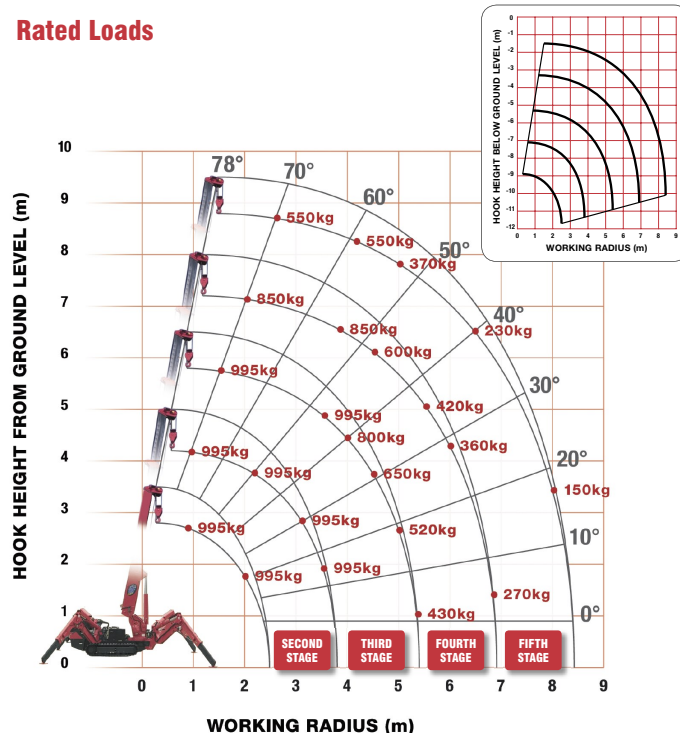 Rated Loads
HOOK HEIGHT BELOW GROUND LEVEL (m)
0
-1
-2
-3
-4
-5
-6
-7
-8
-9
-10
-11
-12
0 1 2 3 4 5 6 7 8 9
WORKING RADIUS (m)
HOOK HEIGHT FROM GROUND LEVEL (m)
10
9
8
7
6
5
4
3
2
1
0
78°
70°
60°
50°
40°
30°
20°
10°
0°
550kg
550kg
370kg
230kg
150kg
850kg
850kg
600kg
420kg
360kg
270kg
995kg
995kg
800kg
650kg
520kg
430kg
995kg
995kg
995kg
995kg
995kg
995kg
SECOND
STAGE
THIRD
STAGE
FOURTH
STAGE
FIFTH
STAGE
0 1 2 3 4 5 6 7 8 9
WORKING RADIUS (m)